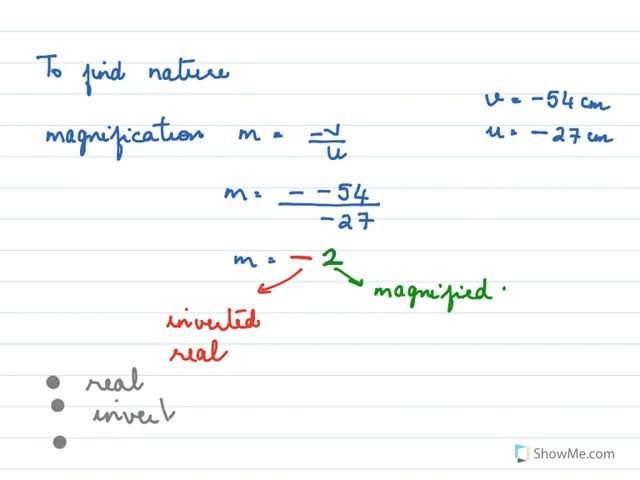 To find nature
v = -54 cm
u = -27 cm
magnification m = -v/u
m = - -54 / -27
m = - 2
magnified .
inverted
real
• real
• invert
•
ShowMe.com